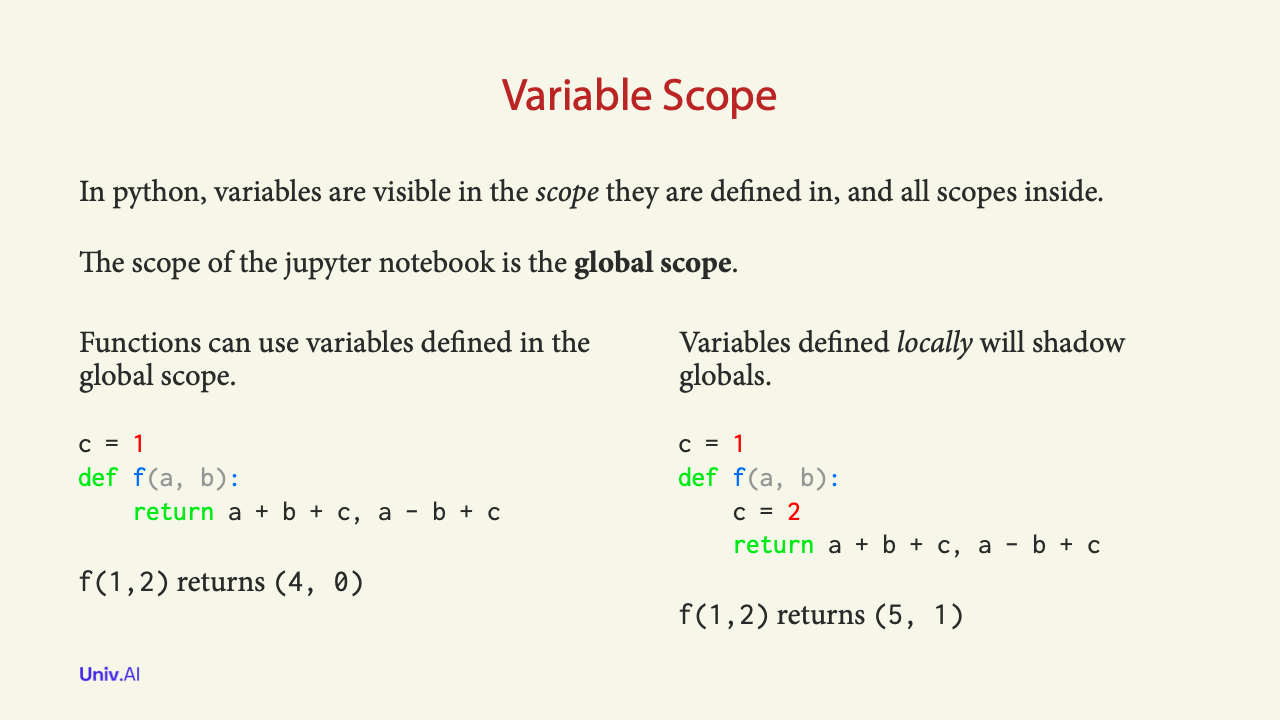 Variable Scope
In python, variables are visible in the scope they are defined in, and all scopes inside.
The scope of the jupyter notebook is the global scope.
Functions can use variables defined in the
global scope.
c = 1
def f(a, b):
    return a + b + c, a - b + c
f(1,2) returns (4, 0)
Variables defined locally will shadow
globals.
c = 1
def f(a, b):
    c = 2
    return a + b + c, a - b + c
f(1,2) returns (5, 1)
Univ.AI